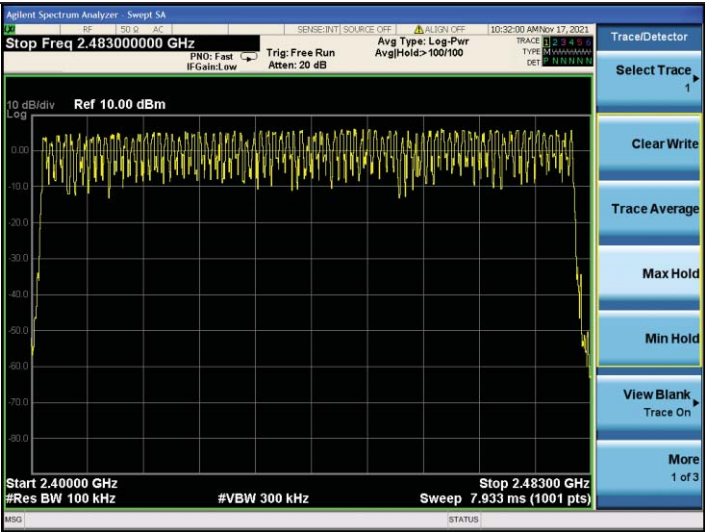 Agilent Spectrum Analyzer - Swept SA
RF 50 Ω AC SENSE:INT SOURCE OFF ALIGN OFF 10:32:00 AM Nov 17, 2021
Stop Freq 2.483000000 GHz
PNO: Fast
IFGain:Low
Trig: Free Run
Atten: 20 dB
Avg Type: Log-Pwr
Avg|Hold:>100/100
TRACE 1 2 3 4 5 6
TYPE M
DET P N N N N N
10 dB/div Ref 10.00 dBm
Log
0.00
-10.0
-20.0
-30.0
-40.0
-50.0
-60.0
-70.0
-80.0
Start 2.40000 GHz Stop 2.48300 GHz
#Res BW 100 kHz #VBW 300 kHz Sweep 7.933 ms (1001 pts)
MSG STATUS
Trace/Detector
Select Trace
1
Clear Write
Trace Average
Max Hold
Min Hold
View Blank
Trace On
More
1 of 3